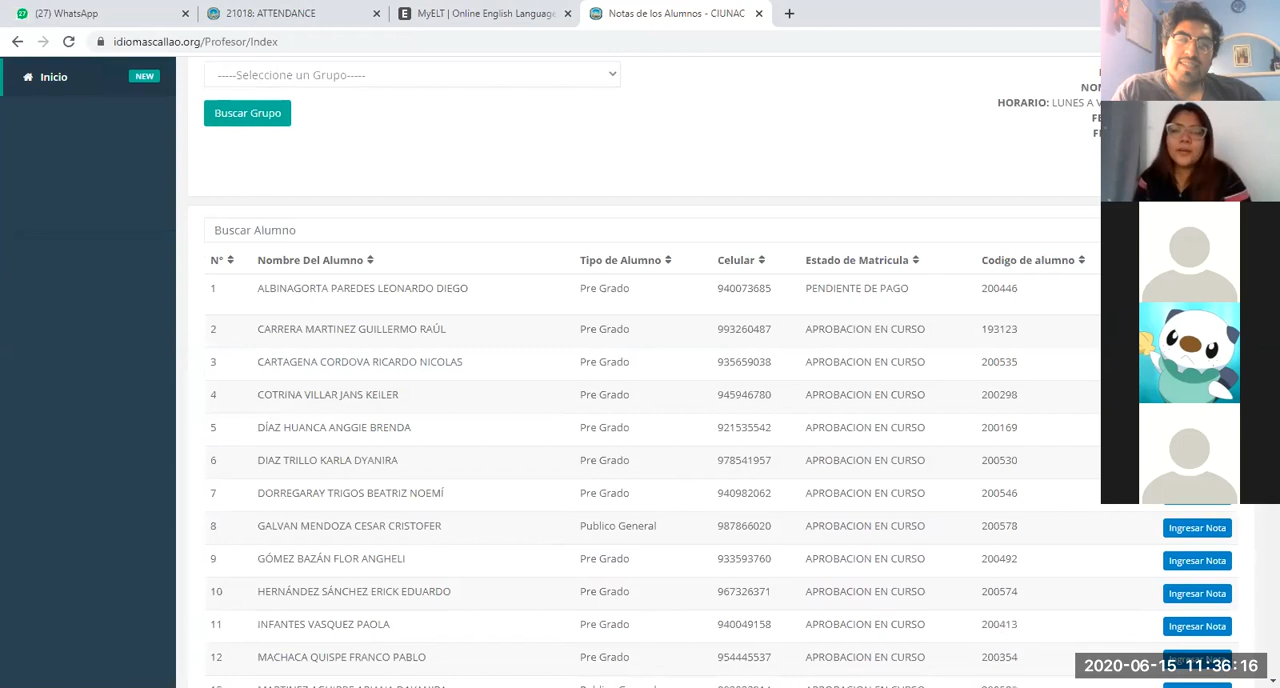 27 (27) WhatsApp
21018: ATTENDANCE
E MyELT | Online English Language
Notas de los Alumnos - CIUNAC
idiomascallao.org/Profesor/Index
Inicio NEW
-----Seleccione un Grupo-----
Buscar Grupo
NOM
HORARIO: LUNES A V
FE
Buscar Alumno
N° Nombre Del Alumno Tipo de Alumno Celular Estado de Matricula Codigo de alumno
1 ALBINAGORTA PAREDES LEONARDO DIEGO Pre Grado 940073685 PENDIENTE DE PAGO 200446
2 CARRERA MARTINEZ GUILLERMO RAÚL Pre Grado 993260487 APROBACION EN CURSO 193123
3 CARTAGENA CORDOVA RICARDO NICOLAS Pre Grado 935659038 APROBACION EN CURSO 200535
4 COTRINA VILLAR JANS KEILER Pre Grado 945946780 APROBACION EN CURSO 200298
5 DÍAZ HUANCA ANGGIE BRENDA Pre Grado 921535542 APROBACION EN CURSO 200169
6 DIAZ TRILLO KARLA DYANIRA Pre Grado 978541957 APROBACION EN CURSO 200530
7 DORREGARAY TRIGOS BEATRIZ NOEMÍ Pre Grado 940982062 APROBACION EN CURSO 200546
8 GALVAN MENDOZA CESAR CRISTOFER Publico General 987866020 APROBACION EN CURSO 200578 Ingresar Nota
9 GÓMEZ BAZÁN FLOR ANGHELI Pre Grado 933593760 APROBACION EN CURSO 200492 Ingresar Nota
10 HERNÁNDEZ SÁNCHEZ ERICK EDUARDO Pre Grado 967326371 APROBACION EN CURSO 200574 Ingresar Nota
11 INFANTES VASQUEZ PAOLA Pre Grado 940049158 APROBACION EN CURSO 200413 Ingresar Nota
12 MACHACA QUISPE FRANCO PABLO Pre Grado 954445537 APROBACION EN CURSO 200354
2020-06-15 11:36:16